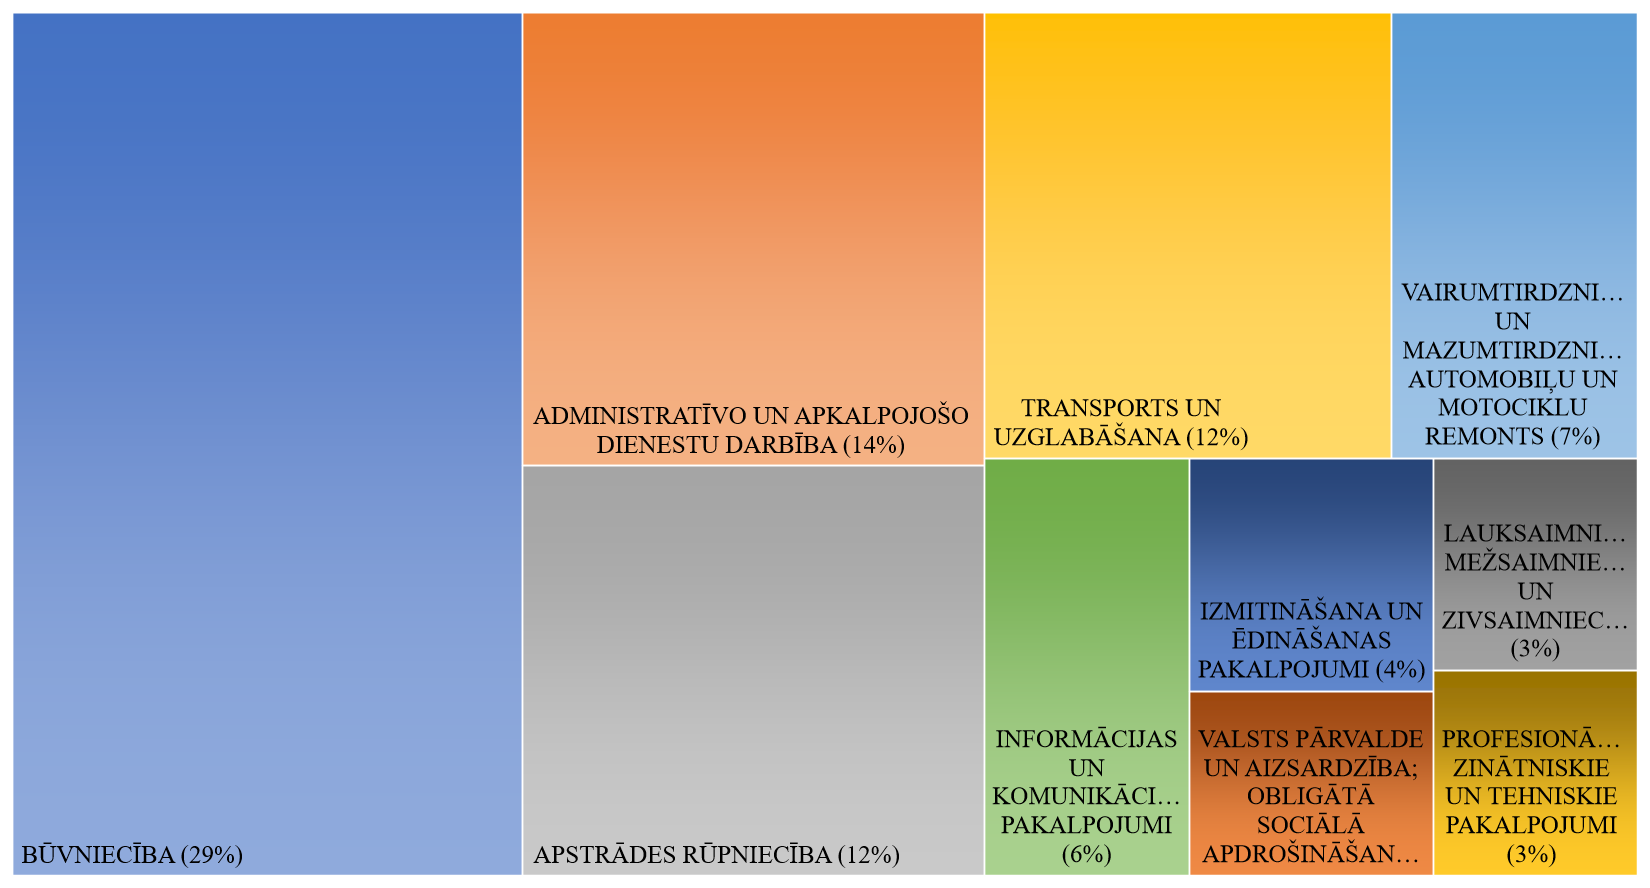 BŪVNIECĪBA (29%)
ADMINISTRATĪVO UN APKALPOJOŠO
DIENESTU DARBĪBA (14%)
APSTRĀDES RŪPNIECĪBA (12%)
TRANSPORTS UN
UZGLABĀŠANA (12%)
VAIRUMTIRDZNI…
UN
MAZUMTIRDZNI…
AUTOMOBIĻU UN
MOTOCIKLU
REMONTS (7%)
INFORMĀCIJAS
UN
KOMUNIKĀCI…
PAKALPOJUMI
(6%)
IZMITINĀŠANA UN
ĒDINĀŠANAS
PAKALPOJUMI (4%)
VALSTS PĀRVALDE
UN AIZSARDZĪBA;
OBLIGĀTĀ
SOCIĀLĀ
APDROŠINĀŠAN…
LAUKSAIMNI…
MEŽSAIMNIE…
UN
ZIVSAIMNIEC…
(3%)
PROFESIONĀ…
ZINĀTNISKIE
UN TEHNISKIE
PAKALPOJUMI
(3%)